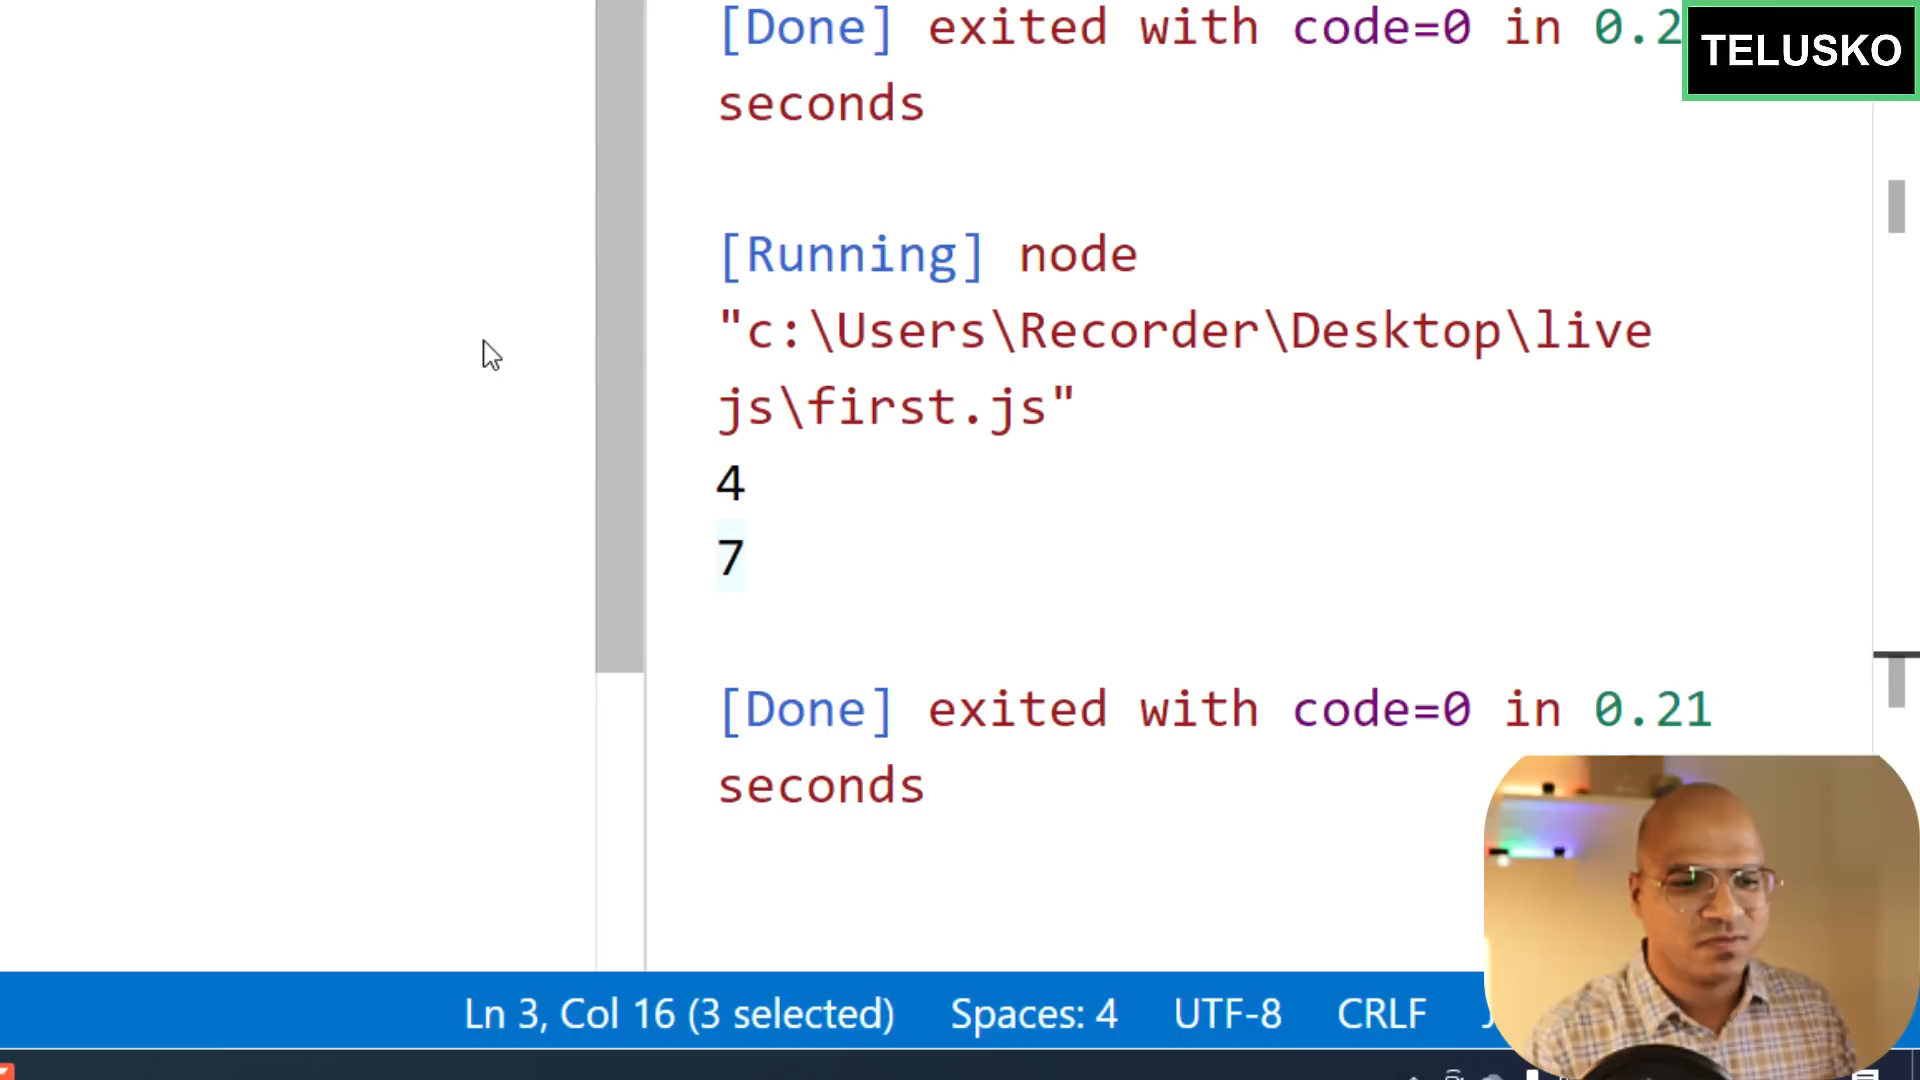 [Done] exited with code=0 in 0.2
TELUSKO
seconds
[Running] node
"c:\Users\Recorder\Desktop\live
js\first.js"
4
7
[Done] exited with code=0 in 0.21
seconds
Ln 3, Col 16 (3 selected) Spaces: 4 UTF-8 CRLF